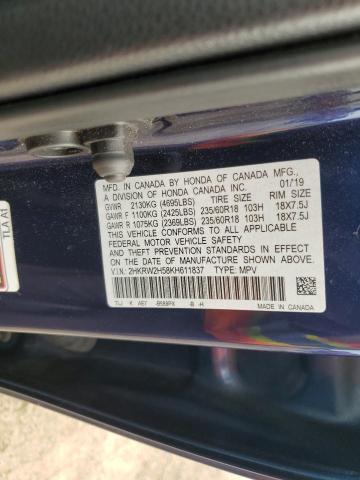 MFD. IN CANADA BY HONDA OF CANADA MFG.,
A DIVISION OF HONDA CANADA INC. 01/19
GVWR 2130KG (4695LBS) TIRE SIZE RIM SIZE
GAWR F 1100KG (2425LBS) 235/60R18 103H 18X7.5J
GAWR R 1075KG (2369LBS) 235/60R18 103H 18X7.5J
THIS VEHICLE CONFORMS TO ALL APPLICABLE
FEDERAL MOTOR VEHICLE SAFETY AND THEFT
PREVENTION STANDARDS IN EFFECT ON THE
DATE OF MANUFACTURE SHOWN ABOVE.
V.I.N: 2HKRW2H58KH611837 TYPE: MPV
K -B588PX -B -H
MADE IN CANADA
TLA A1